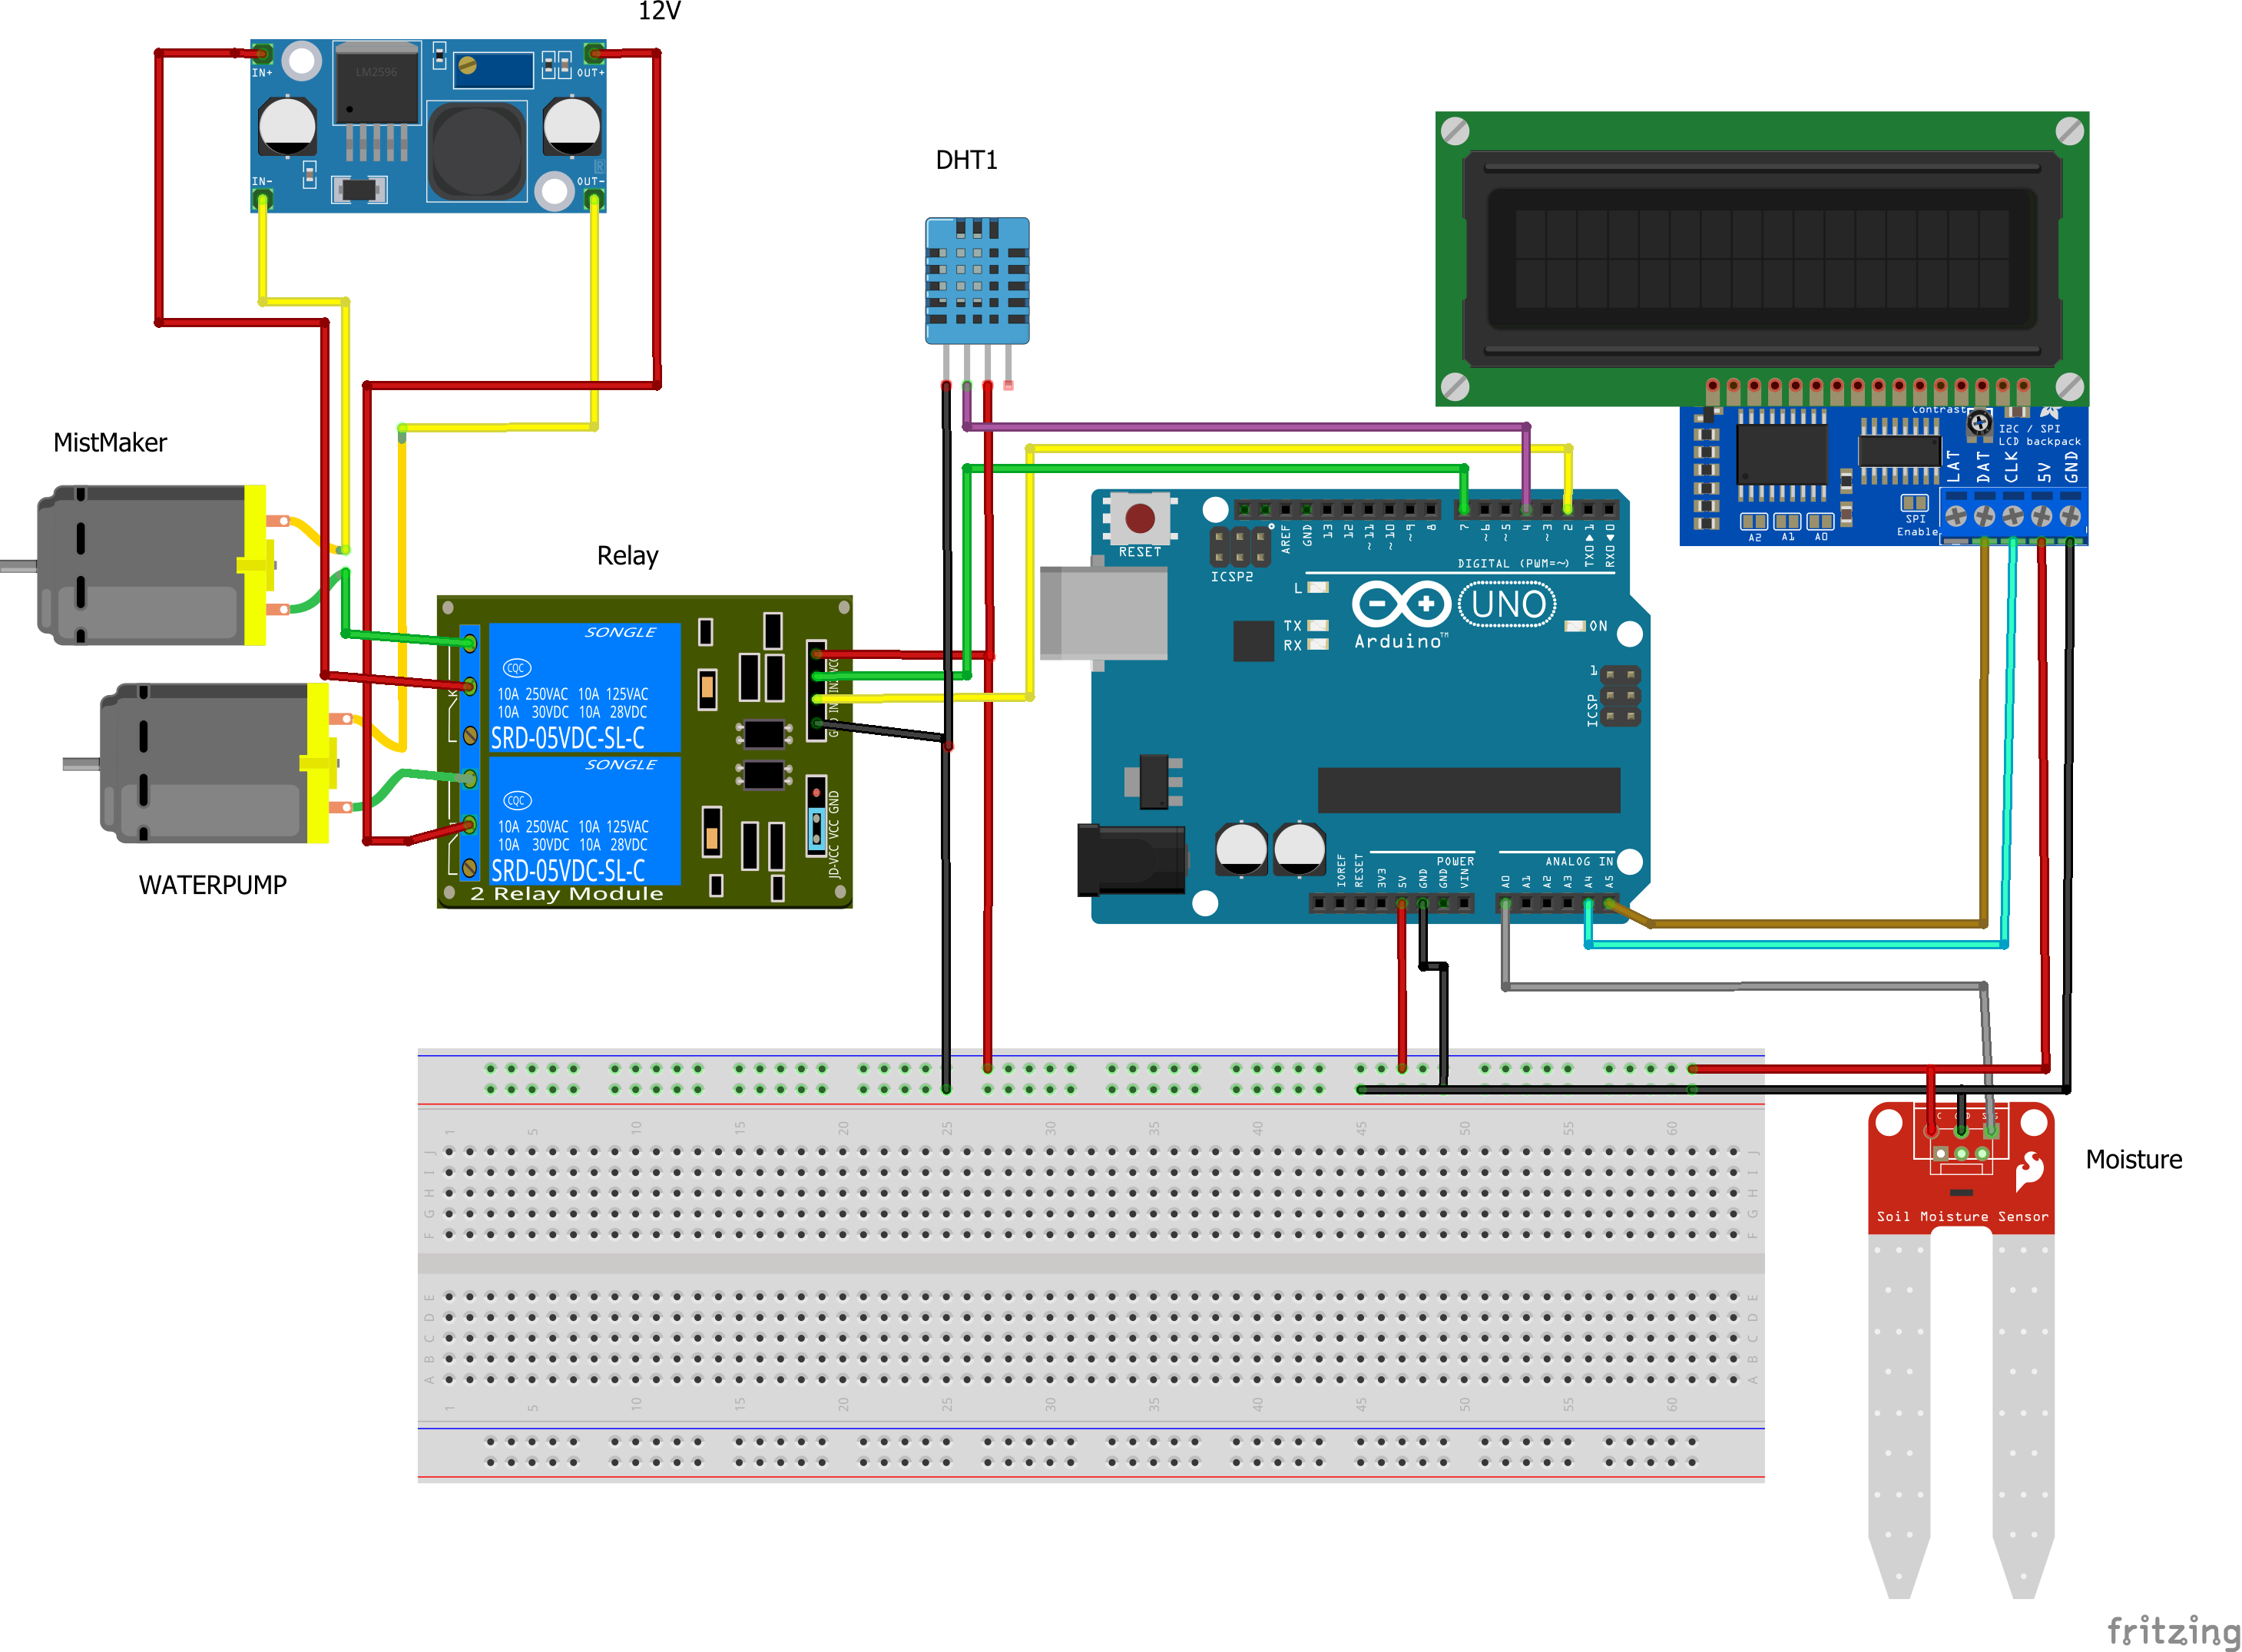 12V
LM2596
IN+
OUT+
IN-
OUT-
DHT1
MistMaker
Relay
WATERPUMP
SONGLE
CQC
10A 250VAC 10A 125VAC
10A 30VDC 10A 28VDC
SRD-05VDC-SL-C
SONGLE
CQC
10A 250VAC 10A 125VAC
10A 30VDC 10A 28VDC
SRD-05VDC-SL-C
2 Relay Module
JD-VCC VCC GND
Contrast
I2C / SPI
LCD backpack
LAT
DAT
CLK
5V
GND
SPI
Enable
A2
A1
A0
RESET
ICSP2
AREF
GND
13
12
~11
~10
~9
8
7
~6
~5
4
~3
2
TX0▶1
RX0◀0
DIGITAL (PWM=~)
L
TX
RX
UNO
Arduino™
ON
1
ICSP
IOREF
RESET
3V3
5V
GND
GND
VIN
POWER
ANALOG IN
A0
A1
A2
A3
A4
A5
1 5 10 15 20 25 30 35 40 45 50 55 60
J J
I I
H H
G G
F F
E E
D D
C C
B B
A A
1 5 10 15 20 25 30 35 40 45 50 55 60
Moisture
Soil Moisture Sensor
fritzing